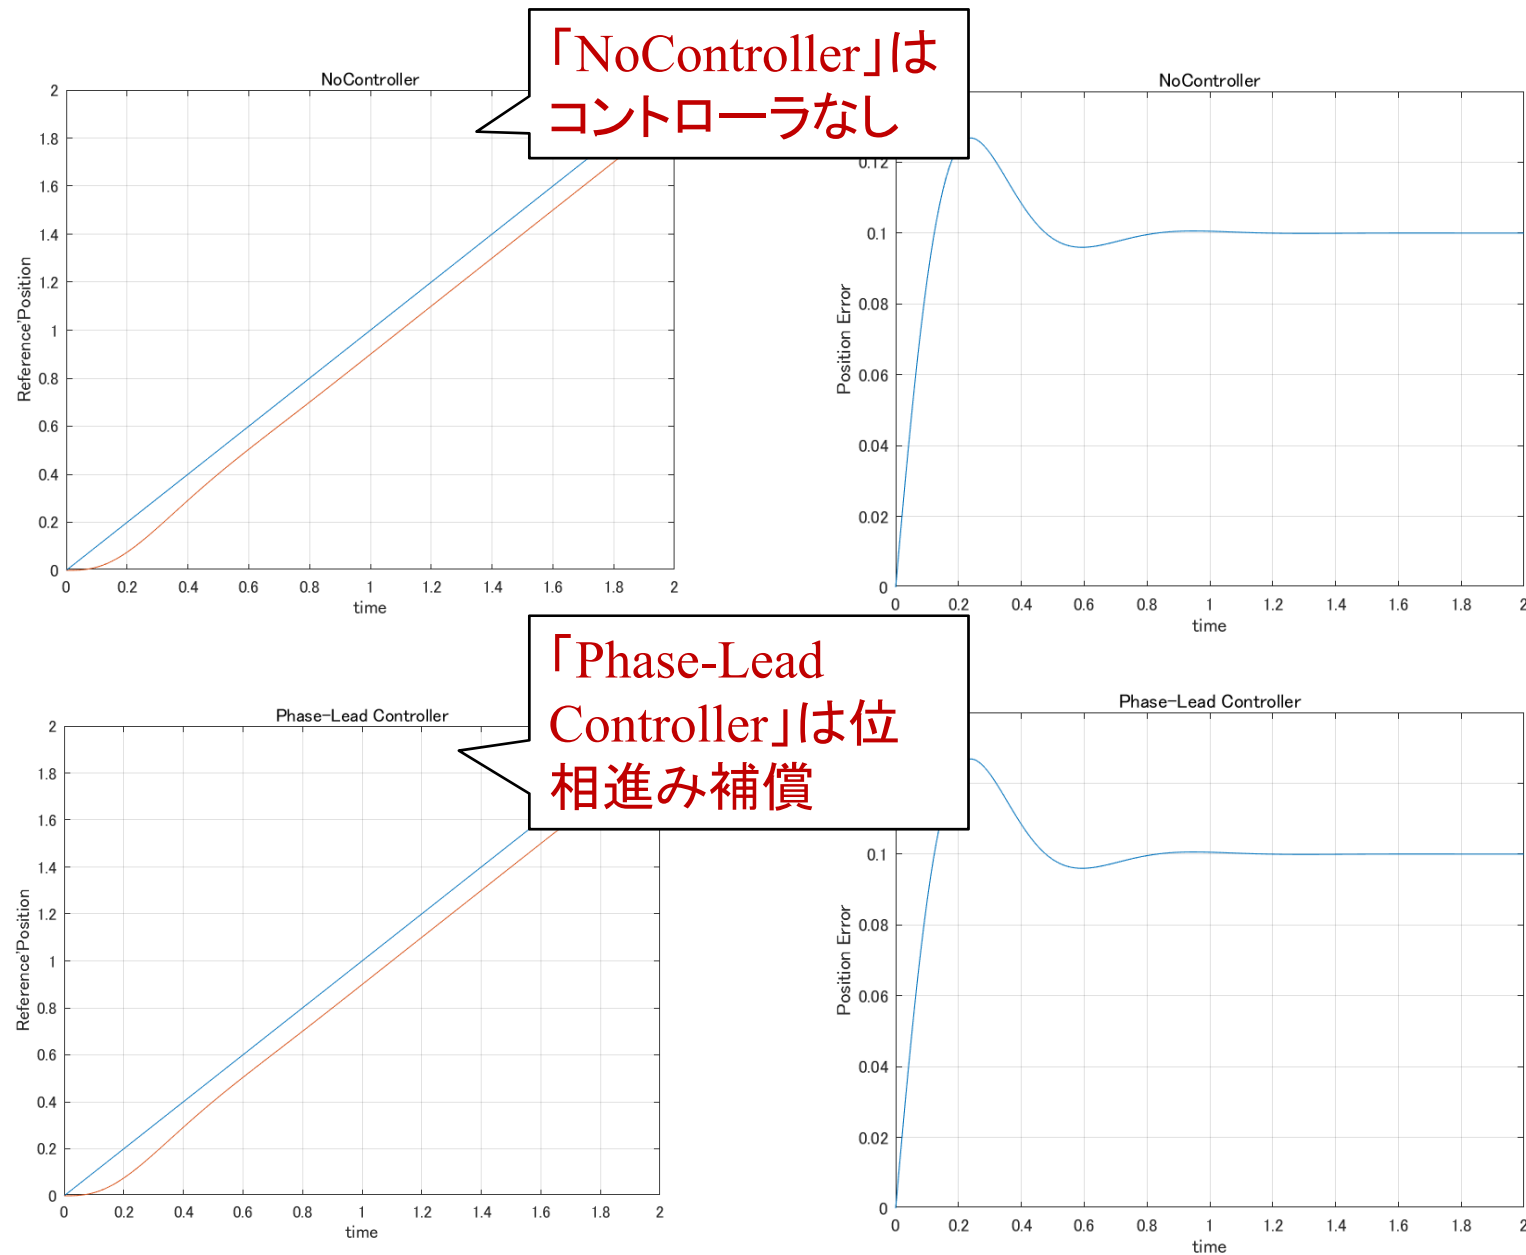 「NoController」は
コントローラなし
NoController
2
1.8
1.6
1.4
1.2
1
0.8
0.6
0.4
0.2
0
Reference'Position
0 0.2 0.4 0.6 0.8 1 1.2 1.4 1.6 1.8 2
time
NoController
0.12
0.1
0.08
0.06
0.04
0.02
0
Position Error
0 0.2 0.4 0.6 0.8 1 1.2 1.4 1.6 1.8 2
time
「Phase-Lead
Controller」は位
相進み補償
Phase-Lead Controller
2
1.8
1.6
1.4
1.2
1
0.8
0.6
0.4
0.2
0
Reference'Position
0 0.2 0.4 0.6 0.8 1 1.2 1.4 1.6 1.8 2
time
Phase-Lead Controller
0.1
0.08
0.06
0.04
0.02
0
Position Error
0 0.2 0.4 0.6 0.8 1 1.2 1.4 1.6 1.8 2
time